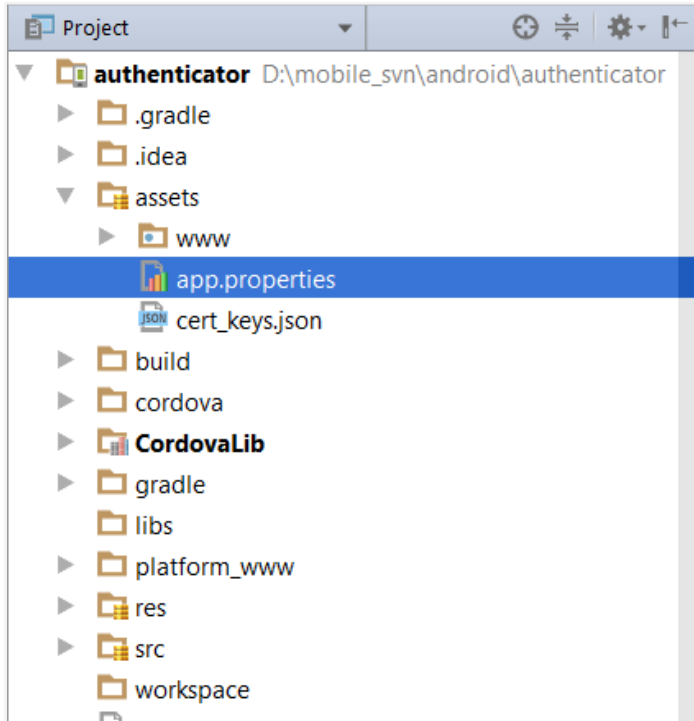 Project
authenticator D:\mobile_svn\android\authenticator
.gradle
.idea
assets
www
app.properties
JSON cert_keys.json
build
cordova
CordovaLib
gradle
libs
platform_www
res
src
workspace